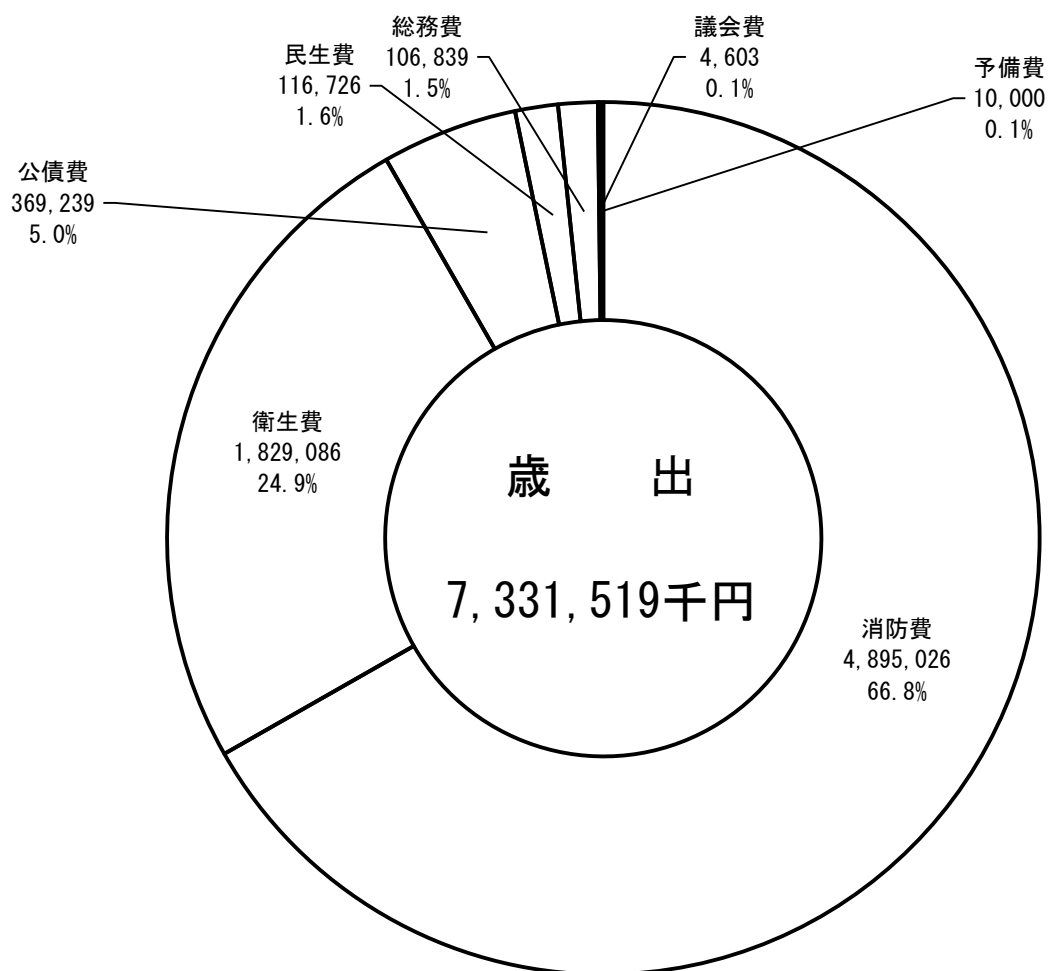 総務費
106,839
1.5%
議会費
4,603
0.1%
民生費
116,726
1.6%
予備費
10,000
0.1%
公債費
369,239
5.0%
衛生費
1,829,086
24.9%
歳　出
7,331,519千円
消防費
4,895,026
66.8%